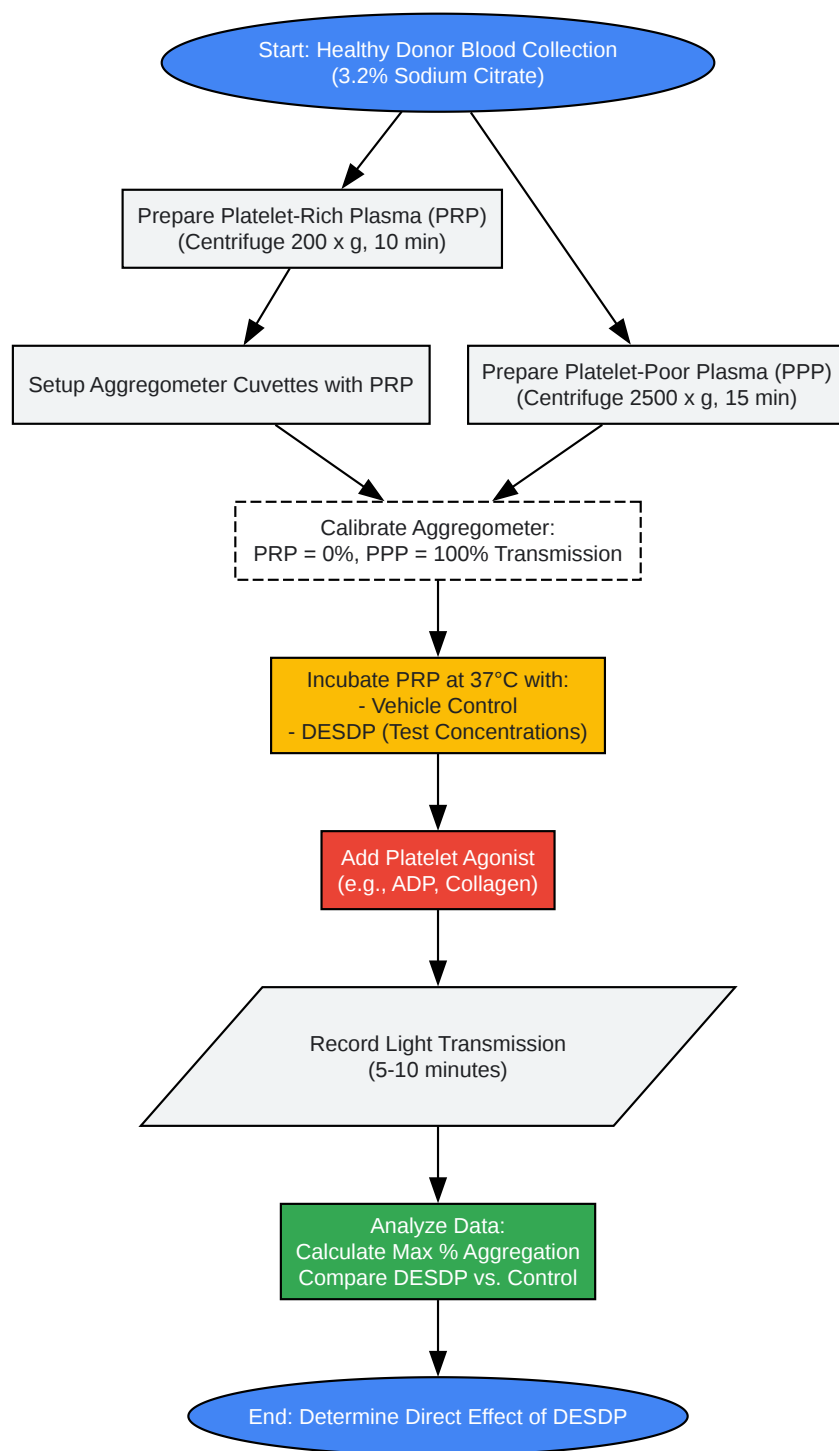 Start: Healthy Donor Blood Collection
(3.2% Sodium Citrate)
Prepare Platelet-Rich Plasma (PRP)
(Centrifuge 200 x g, 10 min)
Setup Aggregometer Cuvettes with PRP
Prepare Platelet-Poor Plasma (PPP)
(Centrifuge 2500 x g, 15 min)
Calibrate Aggregometer:
PRP = 0%, PPP = 100% Transmission
Incubate PRP at 37°C with:
- Vehicle Control
- DESDP (Test Concentrations)
Add Platelet Agonist
(e.g., ADP, Collagen)
Record Light Transmission
(5-10 minutes)
Analyze Data:
Calculate Max % Aggregation
Compare DESDP vs. Control
End: Determine Direct Effect of DESDP